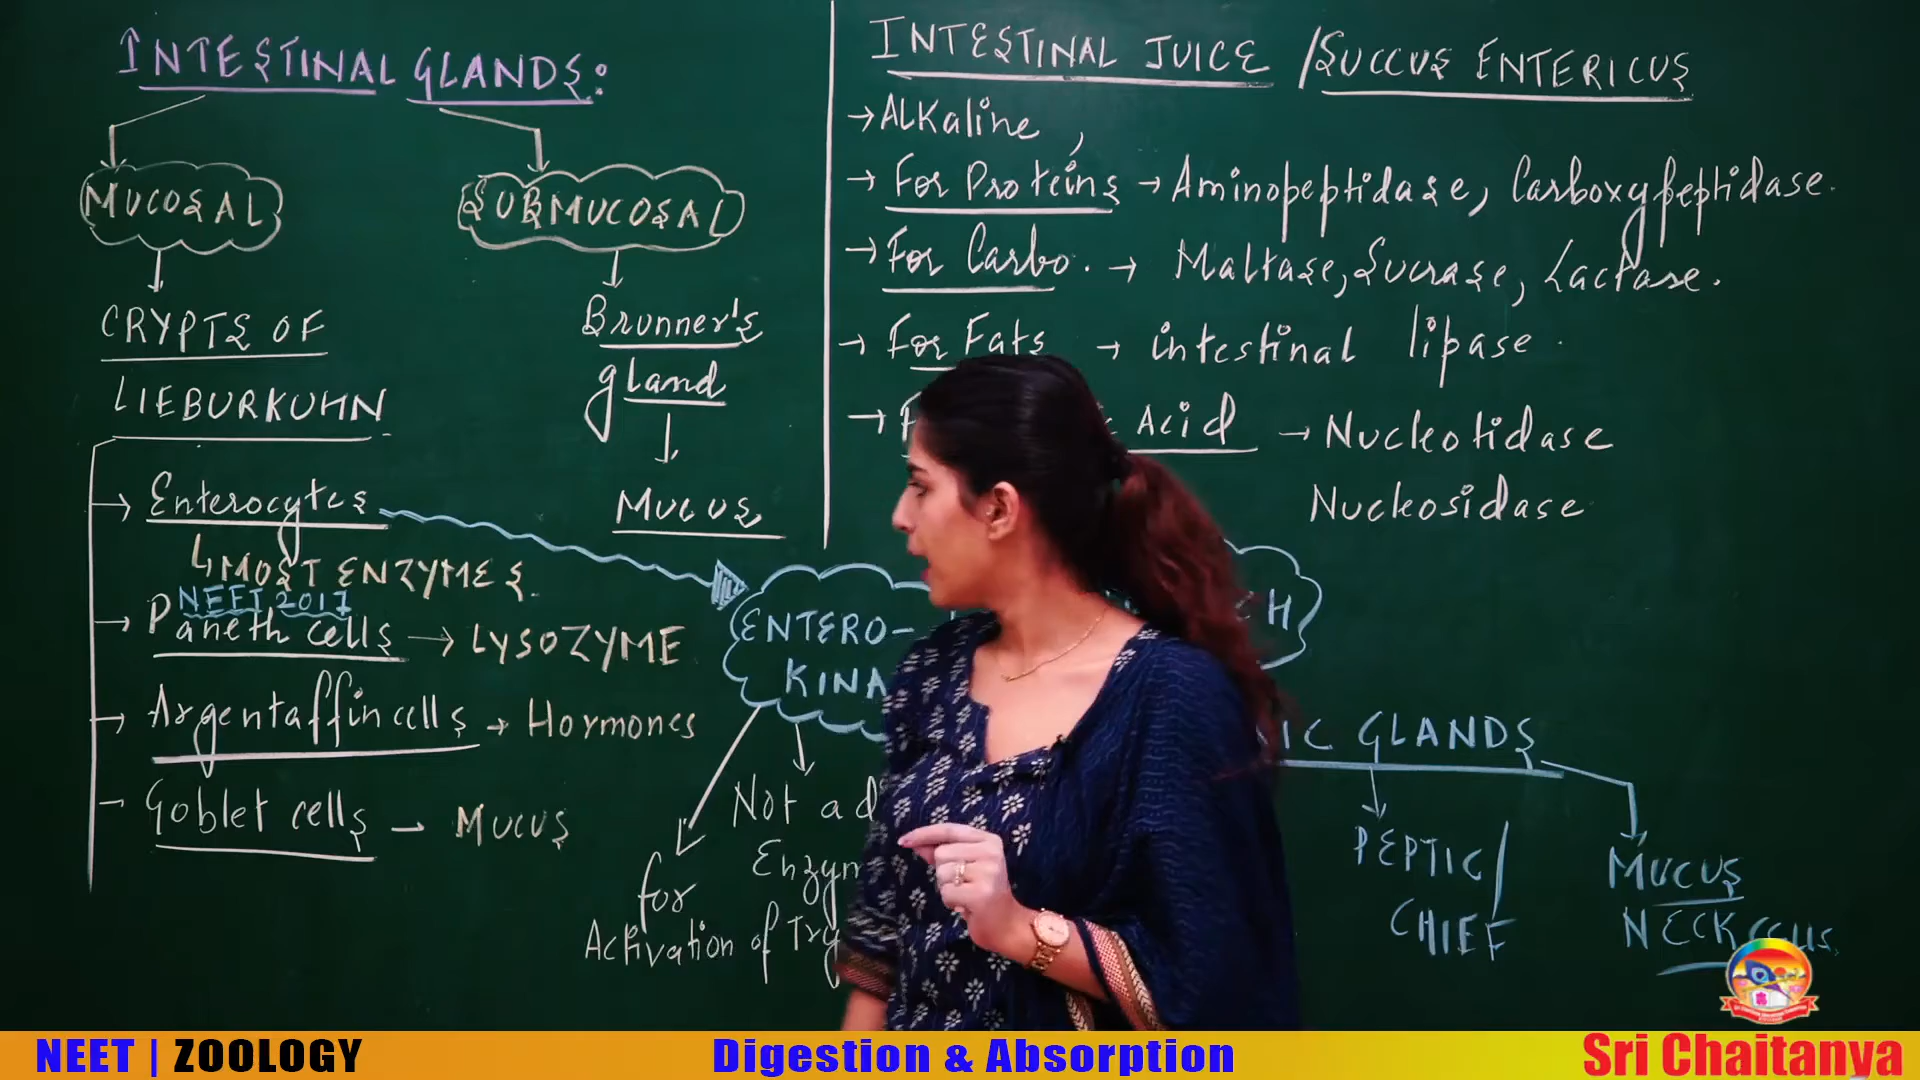 INTESTINAL GLANDS:
MUCOSAL
SUBMUCOSAL
CRYPTS OF
LIEBURKUHN
Brunner's
gland
MUCUS
Enterocytes
MOST ENZYMES.
NEET 2017
Paneth cells → LYSOZYME
Argentaffin cells → Hormones
Goblet cells – MUCUS
INTESTINAL JUICE / SUCCUS ENTERICUS
→ ALKaline,
→ For Proteins → Aminopeptidase, Carboxypeptidase.
→ For Carbo. → Maltase, Sucrase, Lactase.
→ For Fats → intestinal lipase.
→ Acid → Nucleotidase
Nucleosidase
ENTERO-
KINA
H
Not a d
Enzym
for
Activation of Try
IC GLANDS
PEPTIC/
CHIEF
MUCUS
NECK cells.
NEET | ZOOLOGY
Digestion & Absorption
Sri Chaitanya